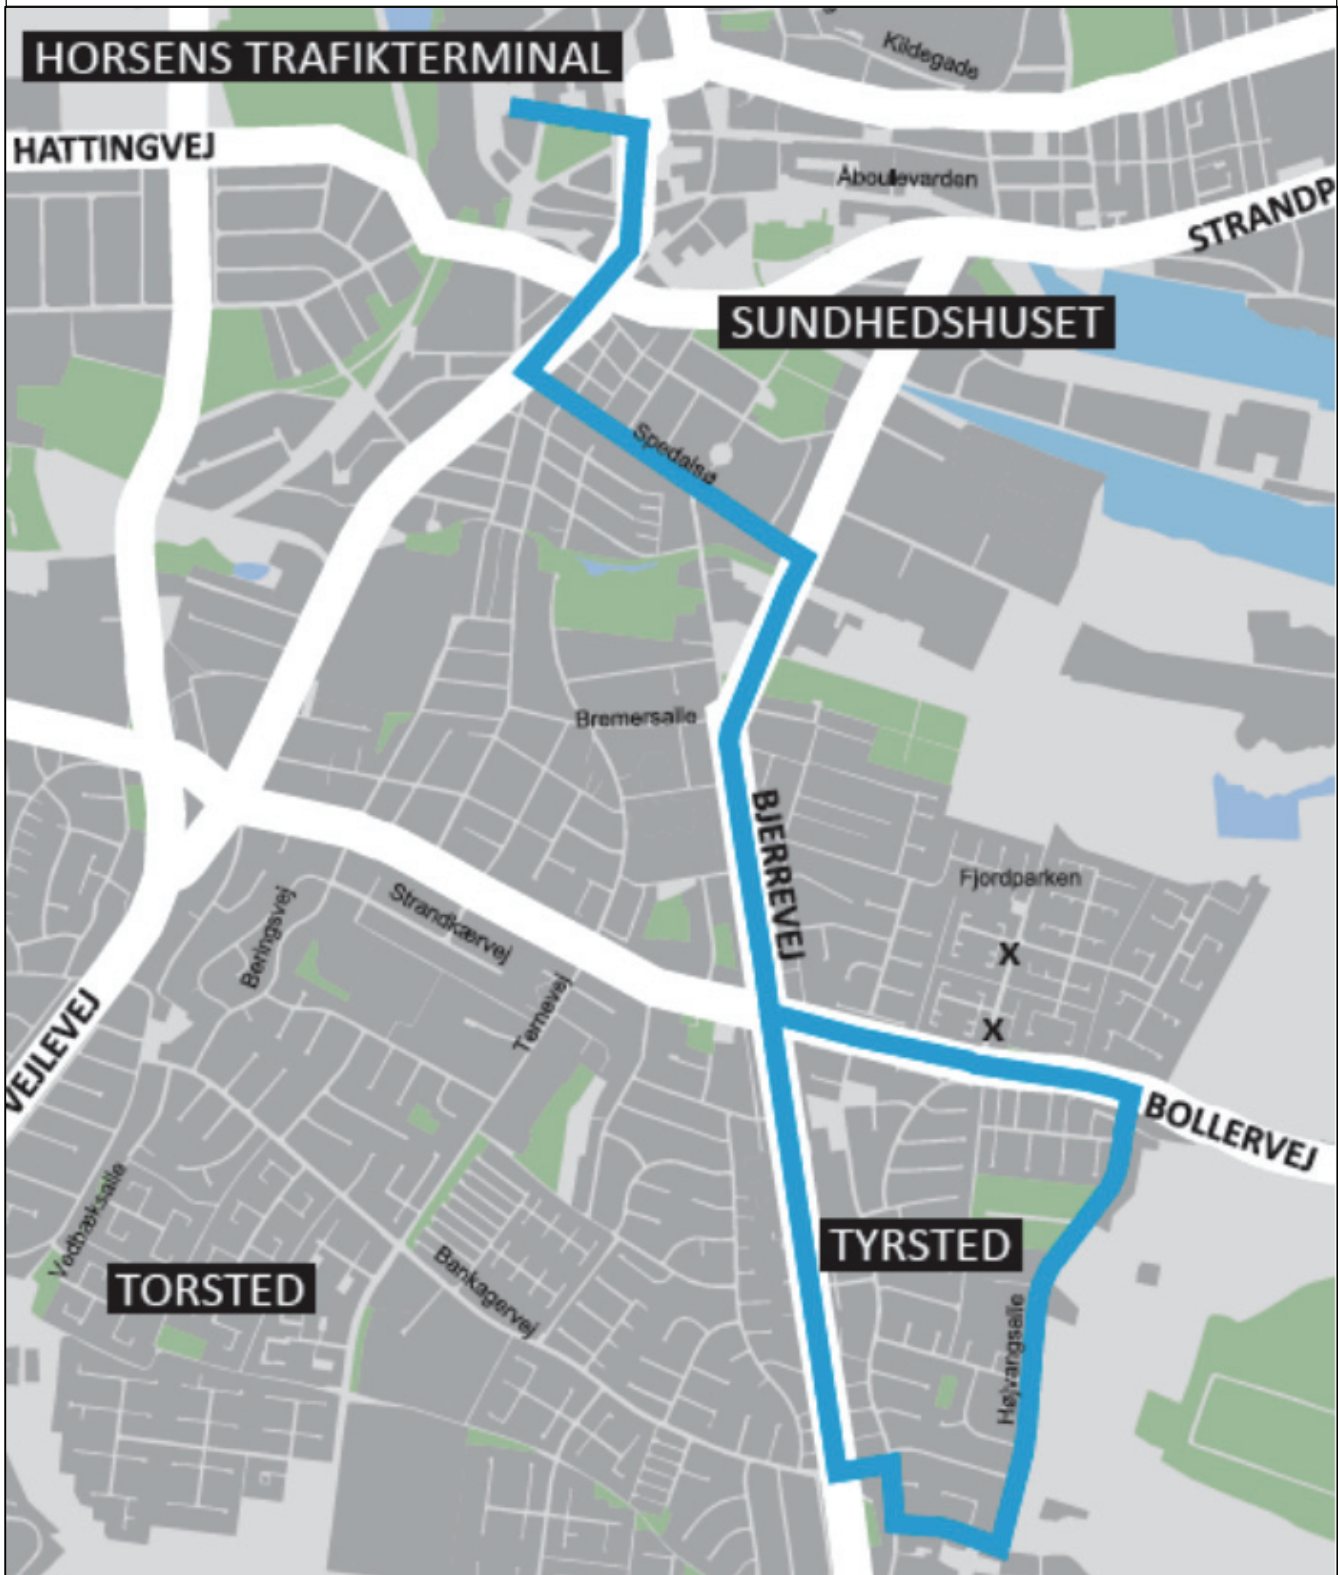 Kildegade
HORSENS TRAFIKTERMINAL
HATTINGVEJ
Åboulevarden
STRANDP
SUNDHEDSHUSET
Spedalsø
Bremersalle
BJERREVEJ
Fjordparken
Strandkærvej
Beringsvej
X
Ternevej
X
VEJLEVEJ
BOLLERVEJ
Vedbæksalle
TYRSTED
TORSTED
Bankagervej
Højvangsalle